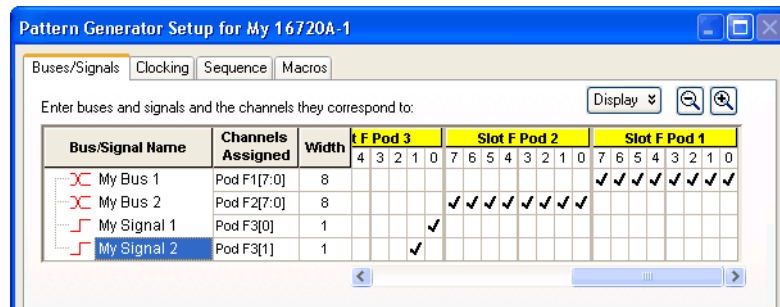 Pattern Generator Setup for My 16720A-1
Buses/Signals Clocking Sequence Macros
Enter buses and signals and the channels they correspond to:
Display
Bus/Signal Name Channels Assigned Width t F Pod 3 Slot F Pod 2 Slot F Pod 1
4 3 2 1 0 7 6 5 4 3 2 1 0 7 6 5 4 3 2 1 0
My Bus 1 Pod F1[7:0] 8
My Bus 2 Pod F2[7:0] 8
My Signal 1 Pod F3[0] 1
My Signal 2 Pod F3[1] 1